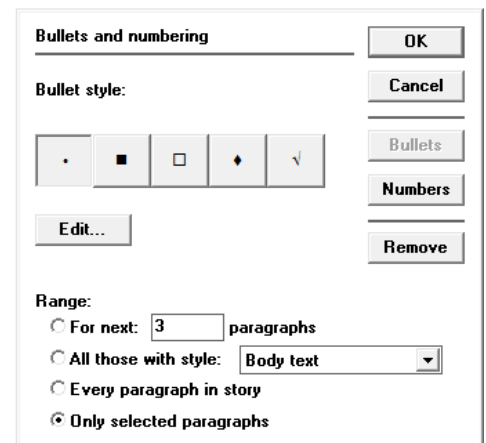 Bullets and numbering
OK
Cancel
Bullet style:
• ■ □ ♦ √
Bullets
Numbers
Edit...
Remove
Range:
For next: 3 paragraphs
All those with style: Body text
Every paragraph in story
Only selected paragraphs